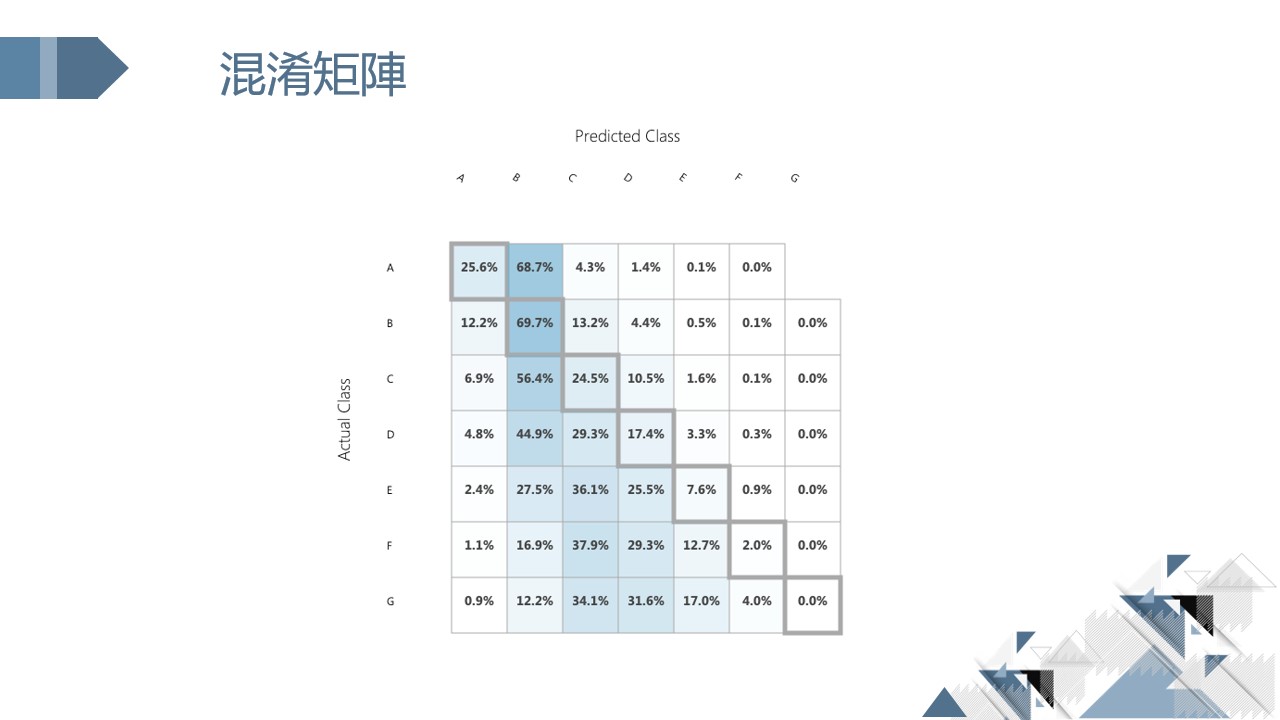 混淆矩陣
Predicted Class
A B C D E F G
A 25.6% 68.7% 4.3% 1.4% 0.1% 0.0%
B 12.2% 69.7% 13.2% 4.4% 0.5% 0.1% 0.0%
C 6.9% 56.4% 24.5% 10.5% 1.6% 0.1% 0.0%
Actual Class
D 4.8% 44.9% 29.3% 17.4% 3.3% 0.3% 0.0%
E 2.4% 27.5% 36.1% 25.5% 7.6% 0.9% 0.0%
F 1.1% 16.9% 37.9% 29.3% 12.7% 2.0% 0.0%
G 0.9% 12.2% 34.1% 31.6% 17.0% 4.0% 0.0%